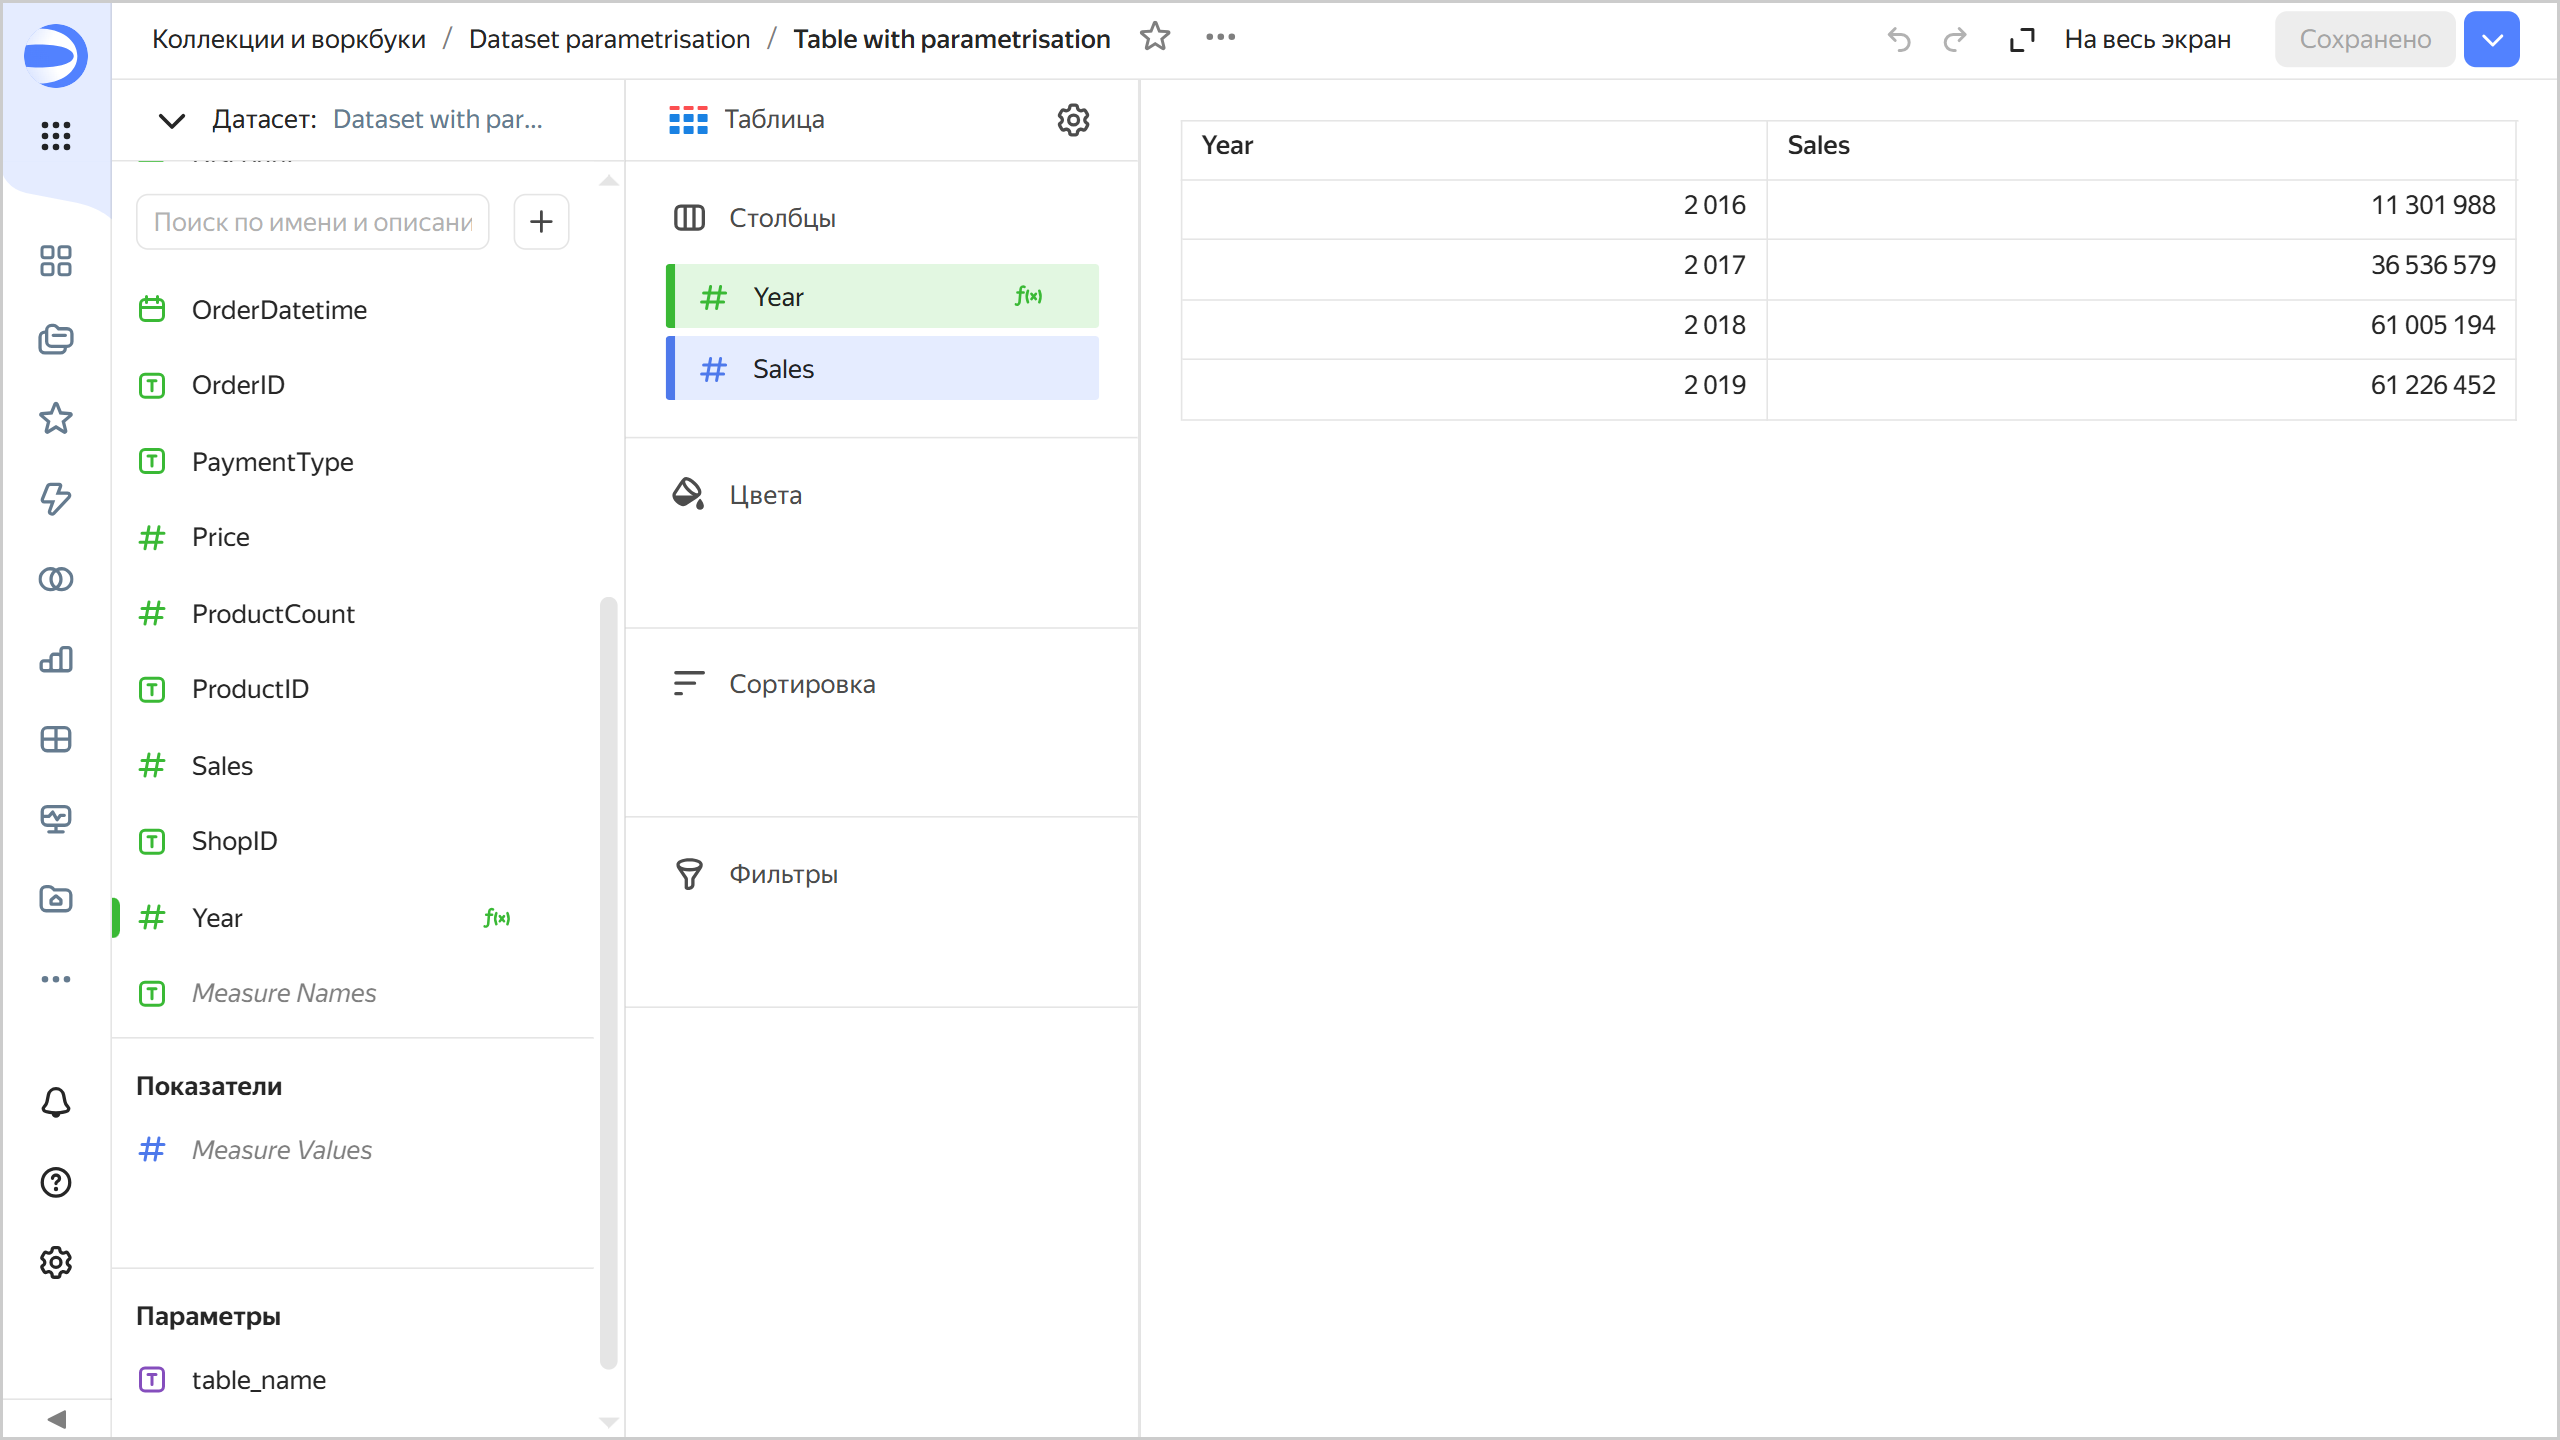 Коллекции и воркбуки / Dataset parametrisation / Table with parametrisation
На весь экран
Сохранено
Датасет: Dataset with par...
Поиск по имени и описани
OrderDatetime
OrderID
PaymentType
Price
ProductCount
ProductID
Sales
ShopID
Year f(x)
Measure Names
Показатели
Measure Values
Параметры
table_name
Таблица
Столбцы
Year f(x)
Sales
Цвета
Сортировка
Фильтры
Year Sales
2 016 11 301 988
2 017 36 536 579
2 018 61 005 194
2 019 61 226 452